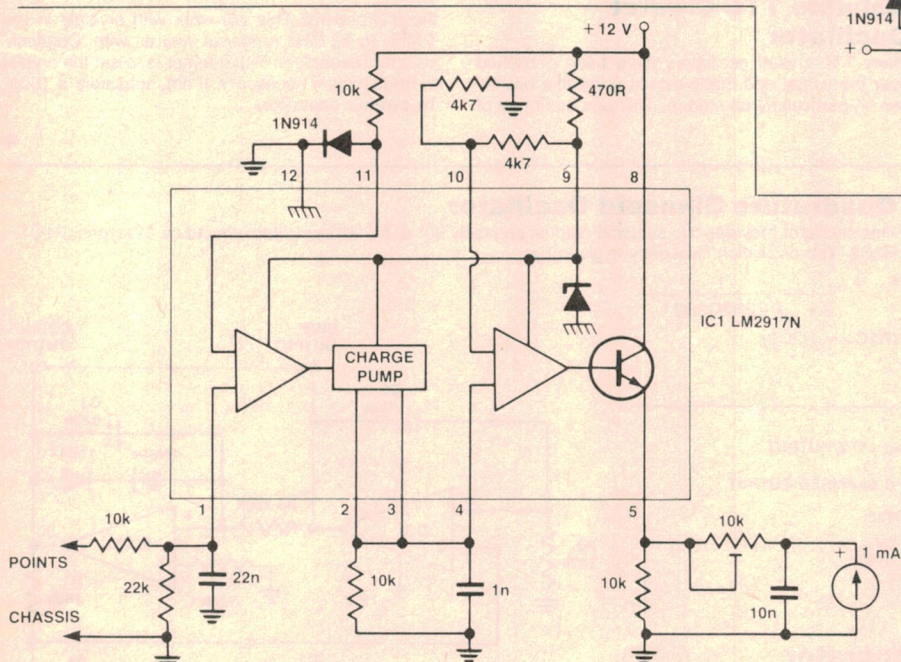 + 12 V
1N914
+
10k
4k7
470R
1N914
4k7
12
11
10
9
8
IC1 LM2917N
CHARGE
PUMP
1
2
3
4
5
10k
10k
POINTS
22k
22n
10k
1n
10k
10n
+
1 mA
CHASSIS